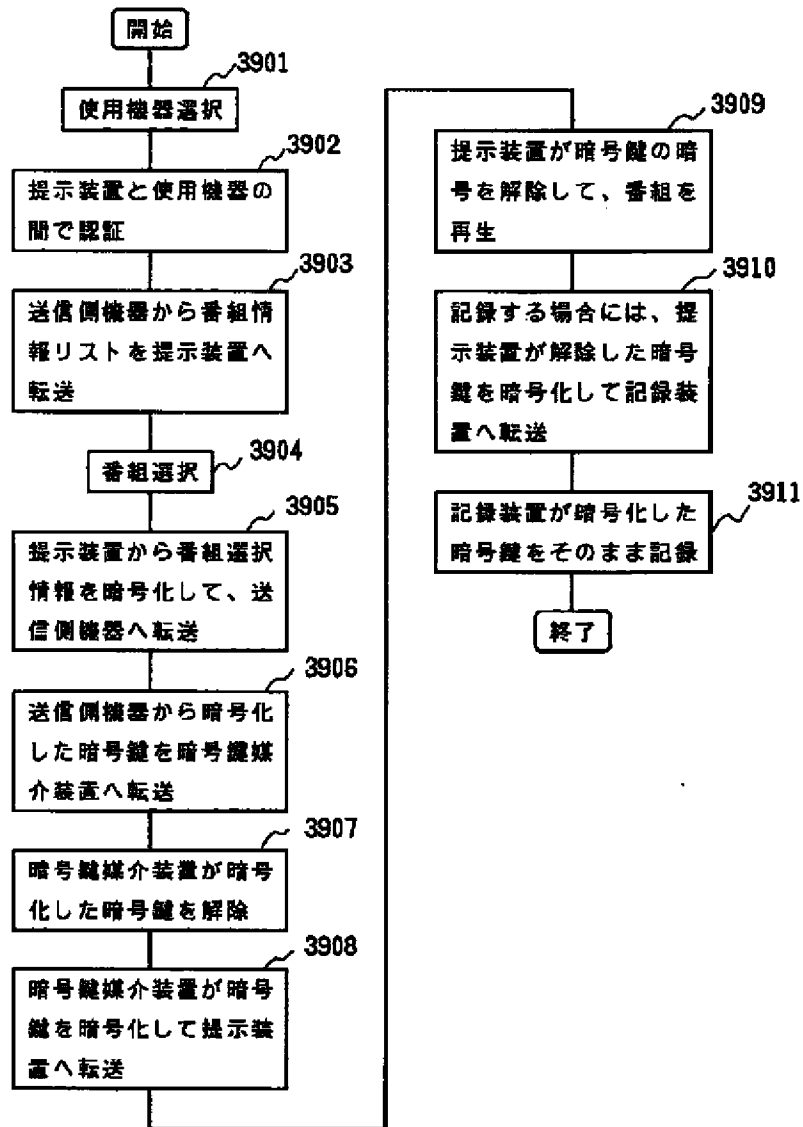 開始
3901
使用機器選択
3902
提示装置と使用機器の
間で認証
3903
送信側機器から番組情
報リストを提示装置へ
転送
3904
番組選択
3905
提示装置から番組選択
情報を暗号化して、送
信側機器へ転送
3906
送信側機器から暗号化
した暗号鍵を暗号鍵媒
介装置へ転送
3907
暗号鍵媒介装置が暗号
化した暗号鍵を解除
3908
暗号鍵媒介装置が暗号
鍵を暗号化して提示装
置へ転送
3909
提示装置が暗号鍵の暗
号を解除して、番組を
再生
3910
記録する場合には、提
示装置が解除した暗号
鍵を暗号化して記録装
置へ転送
3911
記録装置が暗号化した
暗号鍵をそのまま記録
終了